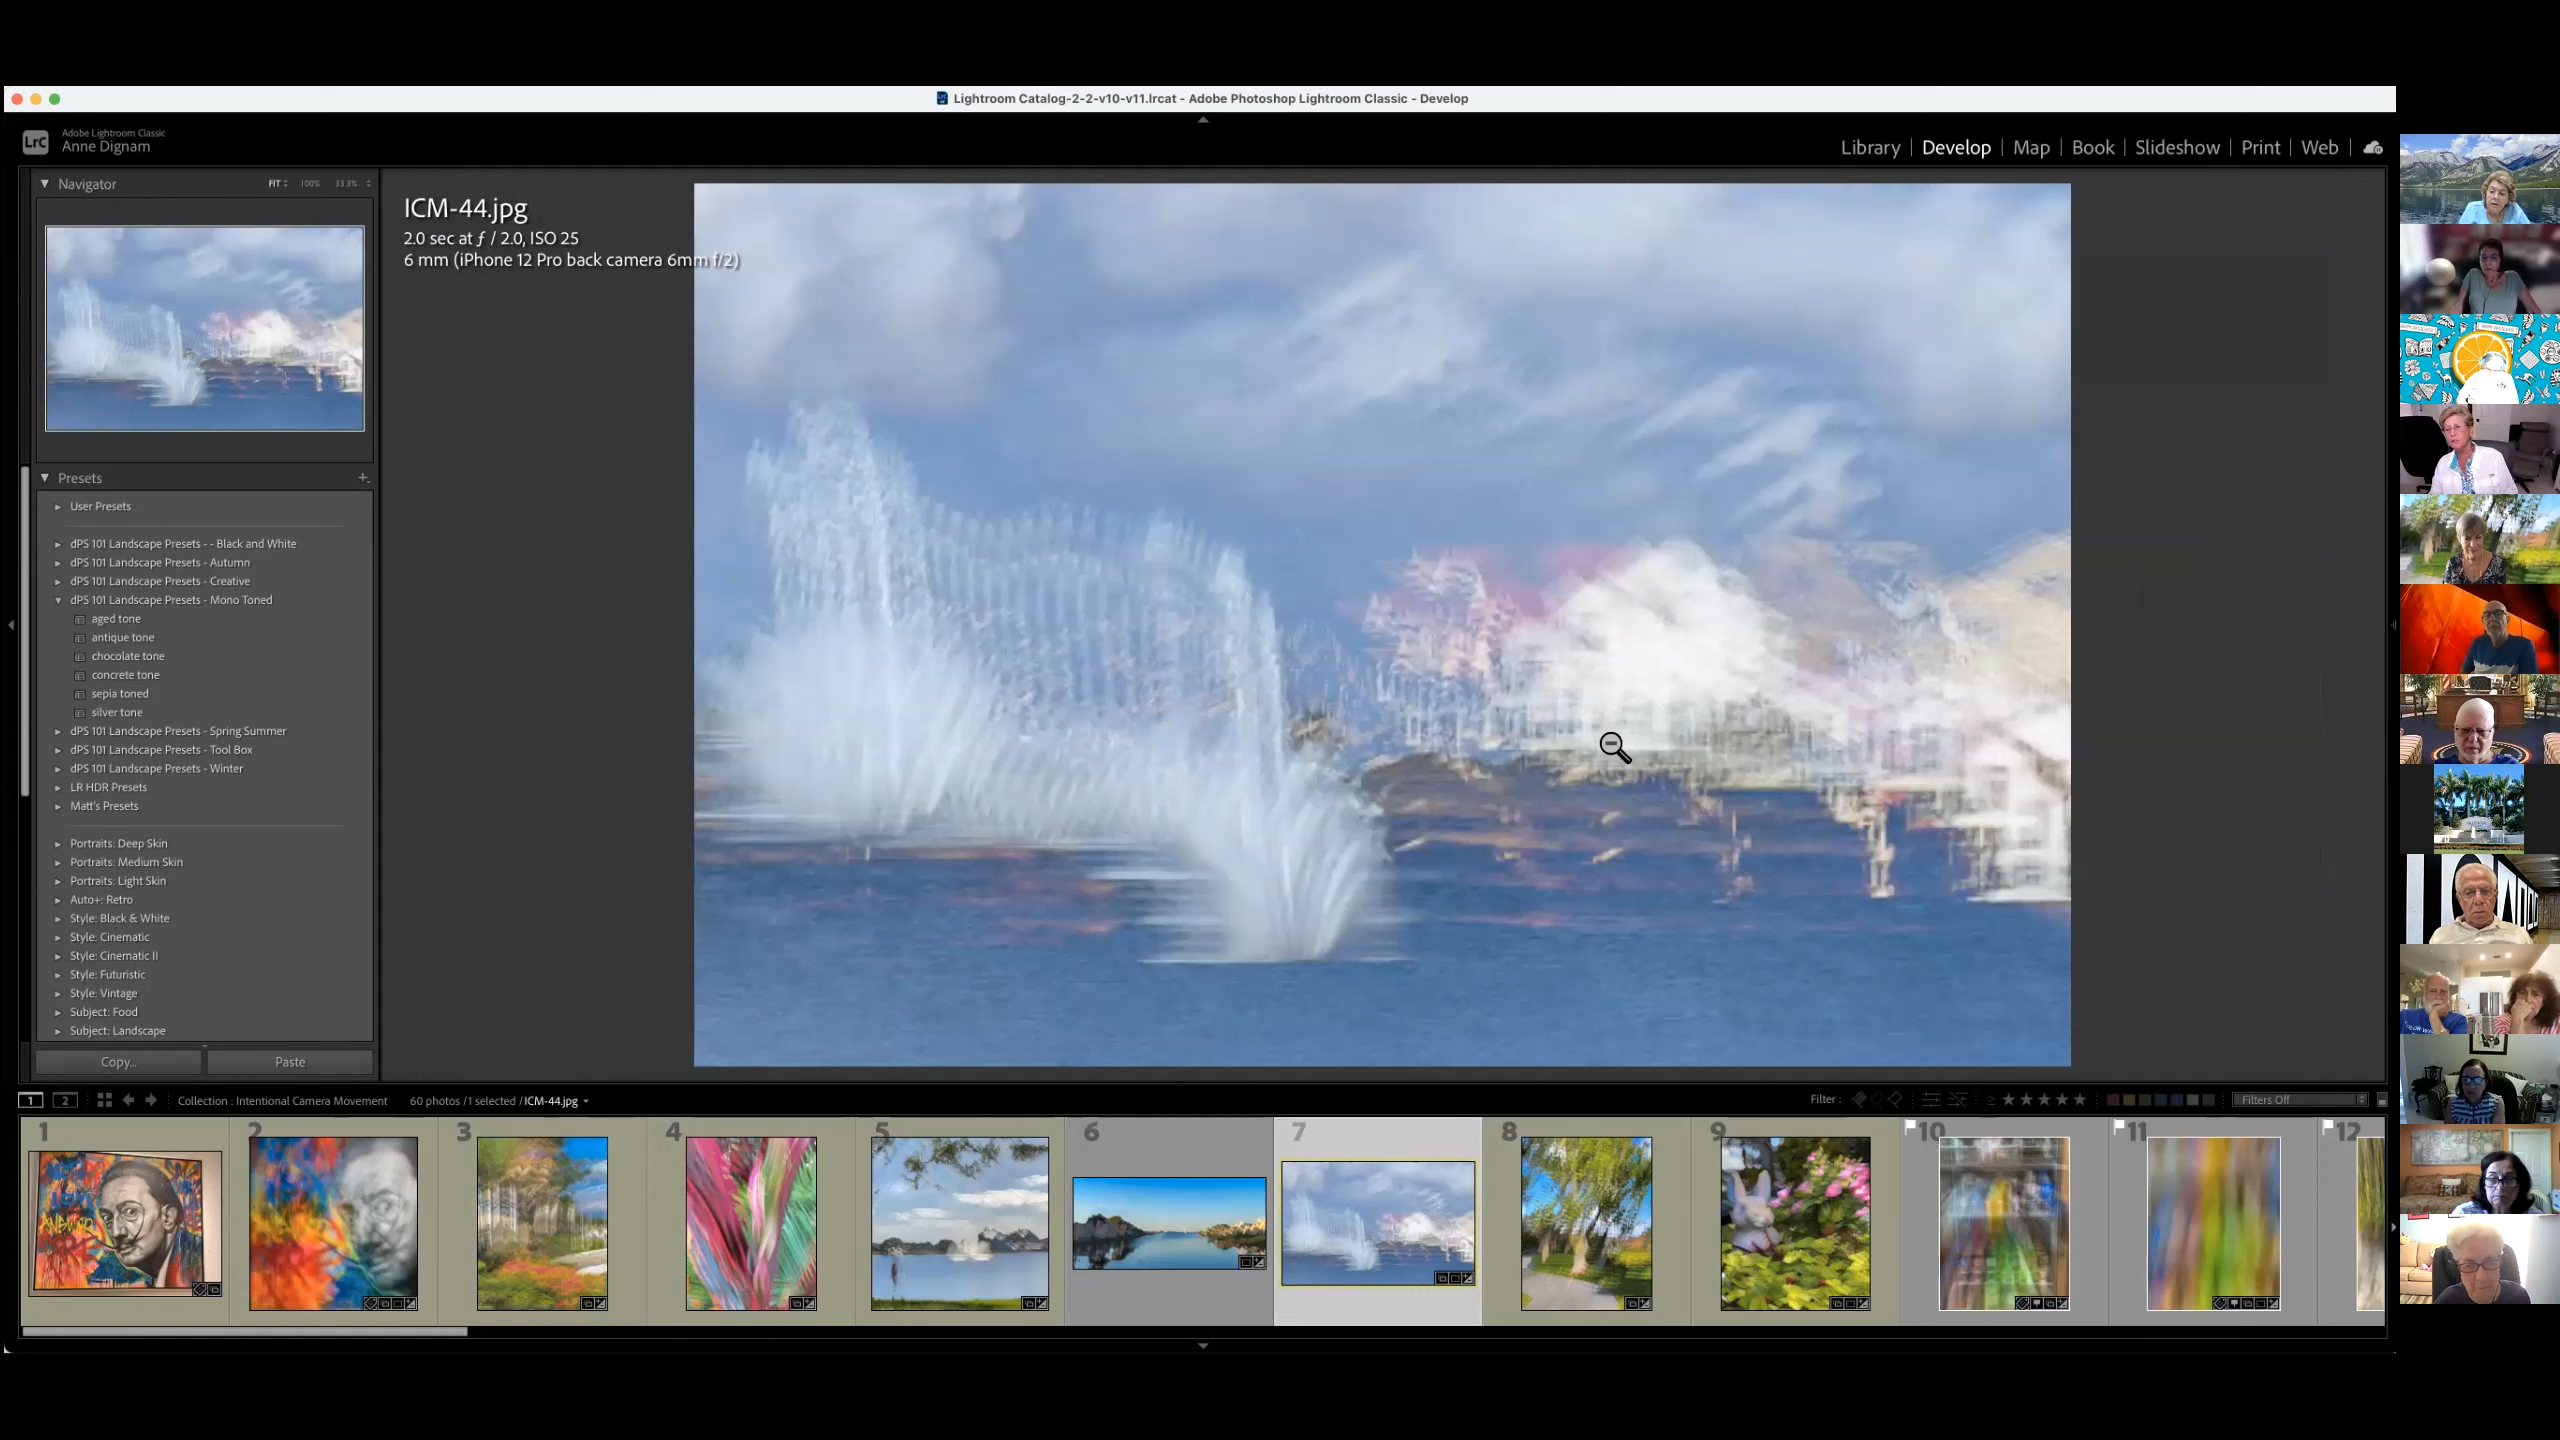 Lightroom Catalog-2-2-v10-v11.lrcat - Adobe Photoshop Lightroom Classic - Develop
LrC
Adobe Lightroom Classic
Anne Dignam
Library | Develop | Map | Book | Slideshow | Print | Web
Navigator
FIT
100%
33.3%
ICM-44.jpg
2.0 sec at ƒ / 2.0, ISO 25
6 mm (iPhone 12 Pro back camera 6mm f/2)
Presets
User Presets
dPS 101 Landscape Presets - - Black and White
dPS 101 Landscape Presets - Autumn
dPS 101 Landscape Presets - Creative
dPS 101 Landscape Presets - Mono Toned
aged tone
antique tone
chocolate tone
concrete tone
sepia toned
silver tone
dPS 101 Landscape Presets - Spring Summer
dPS 101 Landscape Presets - Tool Box
dPS 101 Landscape Presets - Winter
LR HDR Presets
Matt's Presets
Portraits: Deep Skin
Portraits: Medium Skin
Portraits: Light Skin
Auto+: Retro
Style: Black & White
Style: Cinematic
Style: Cinematic II
Style: Futuristic
Style: Vintage
Subject: Food
Subject: Landscape
Copy...
Paste
1
2
Collection : Intentional Camera Movement
60 photos / 1 selected / ICM-44.jpg
Filter :
Filters Off
1
2
3
4
5
6
7
8
9
10
11
12